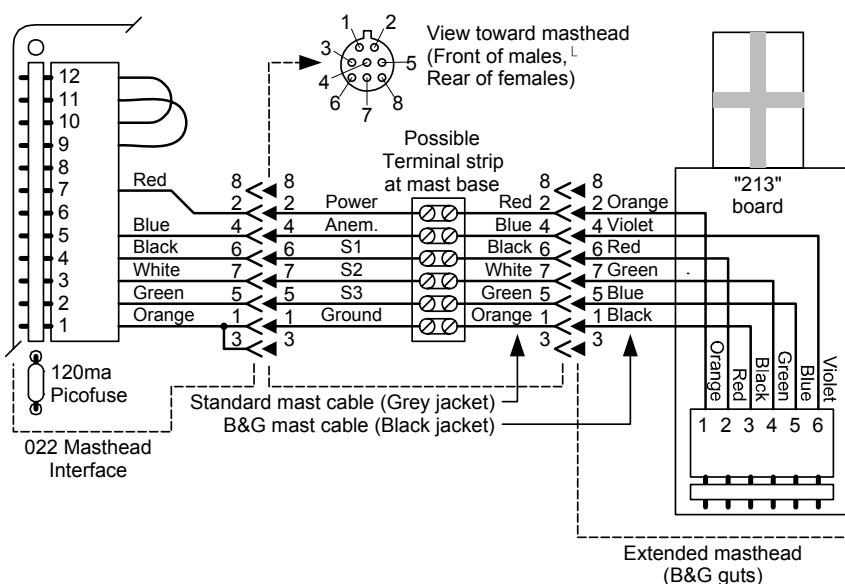 1 2
3 5
4
6 8
7
View toward masthead
(Front of males, L
Rear of females)
12
11
10
9
8
7
6
5
4
3
2
1
Red
Blue
Black
White
Green
Orange
8 8
2 2
4 4
6 6
7 7
5 5
1 1
3 3
Power
Anem.
S1
S2
S3
Ground
Possible
Terminal strip
at mast base
Red
Blue
Black
White
Green
Orange
8 8
2 2 Orange
4 4 Violet
6 6 Red
7 7 Green
5 5 Blue
1 1 Black
3 3
"213"
board
Orange
Red
Black
Green
Blue
Violet
1 2 3 4 5 6
120ma
Picofuse
Standard mast cable (Grey jacket)
B&G mast cable (Black jacket)
022 Masthead
Interface
Extended masthead
(B&G guts)